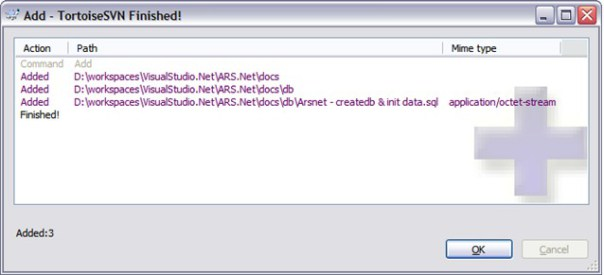 Add - TortoiseSVN Finished!
Action Path Mime type
Command Add
Added D:\workspaces\VisualStudio.Net\ARS.Net\docs
Added D:\workspaces\VisualStudio.Net\ARS.Net\docs\db
Added D:\workspaces\VisualStudio.Net\ARS.Net\docs\db\Arsnet - createdb & init data.sql application/octet-stream
Finished!
Added:3
OK Cancel